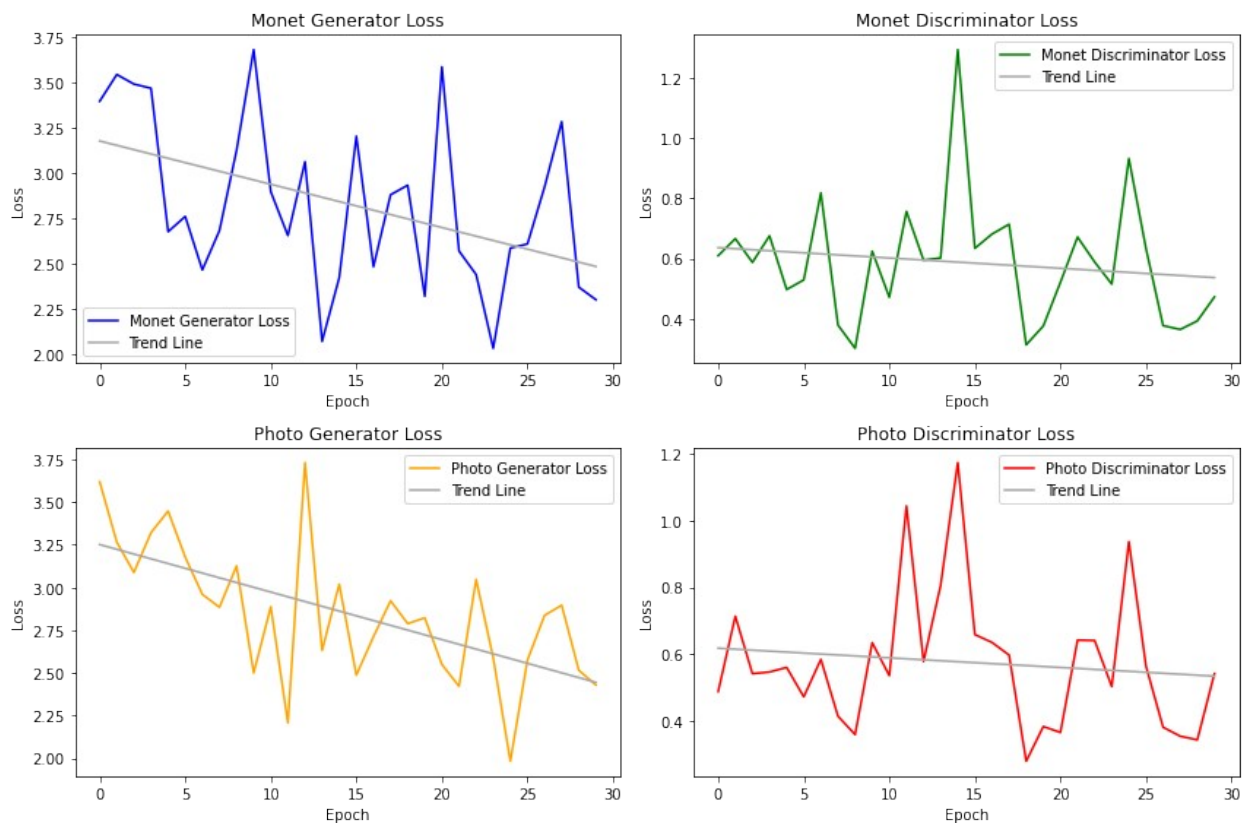 Monet Generator Loss
3.75
3.50
3.25
3.00
2.75
2.50
2.25
2.00
Loss
Monet Generator Loss
Trend Line
0 5 10 15 20 25 30
Epoch
Monet Discriminator Loss
1.2
1.0
0.8
0.6
0.4
Loss
Monet Discriminator Loss
Trend Line
0 5 10 15 20 25 30
Epoch
Photo Generator Loss
3.75
3.50
3.25
3.00
2.75
2.50
2.25
2.00
Loss
Photo Generator Loss
Trend Line
0 5 10 15 20 25 30
Epoch
Photo Discriminator Loss
1.2
1.0
0.8
0.6
0.4
Loss
Photo Discriminator Loss
Trend Line
0 5 10 15 20 25 30
Epoch